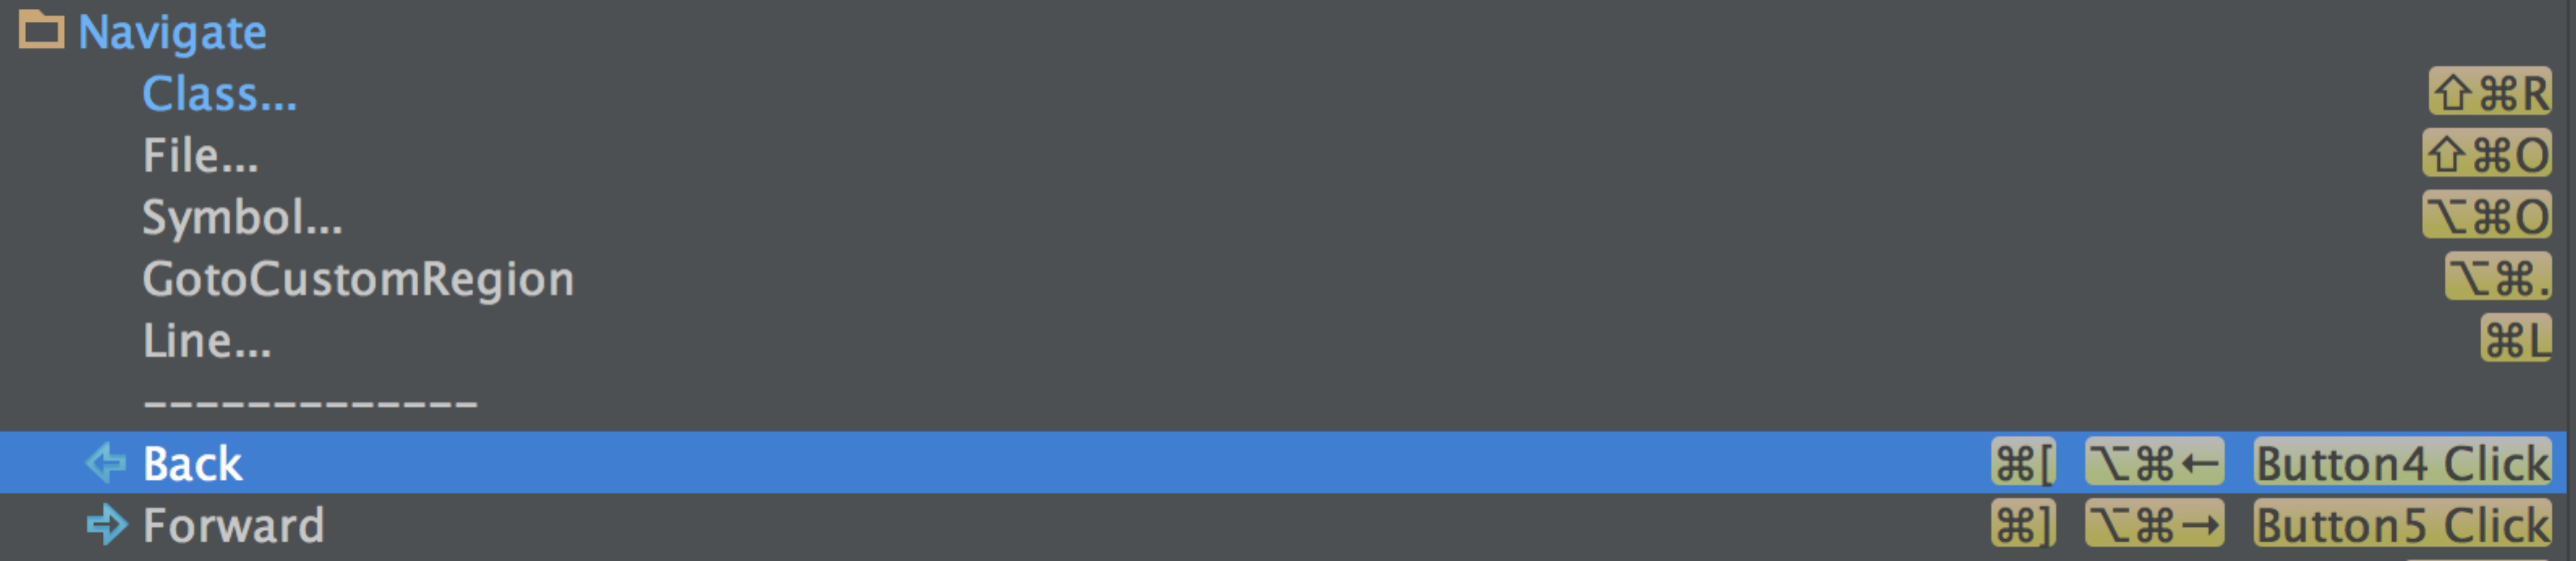 Navigate
Class... ⇧⌘R
File... ⇧⌘O
Symbol... ⌥⌘O
GotoCustomRegion ⌥⌘.
Line... ⌘L
-------------
Back ⌘[ ⌥⌘← Button4 Click
Forward ⌘] ⌥⌘→ Button5 Click